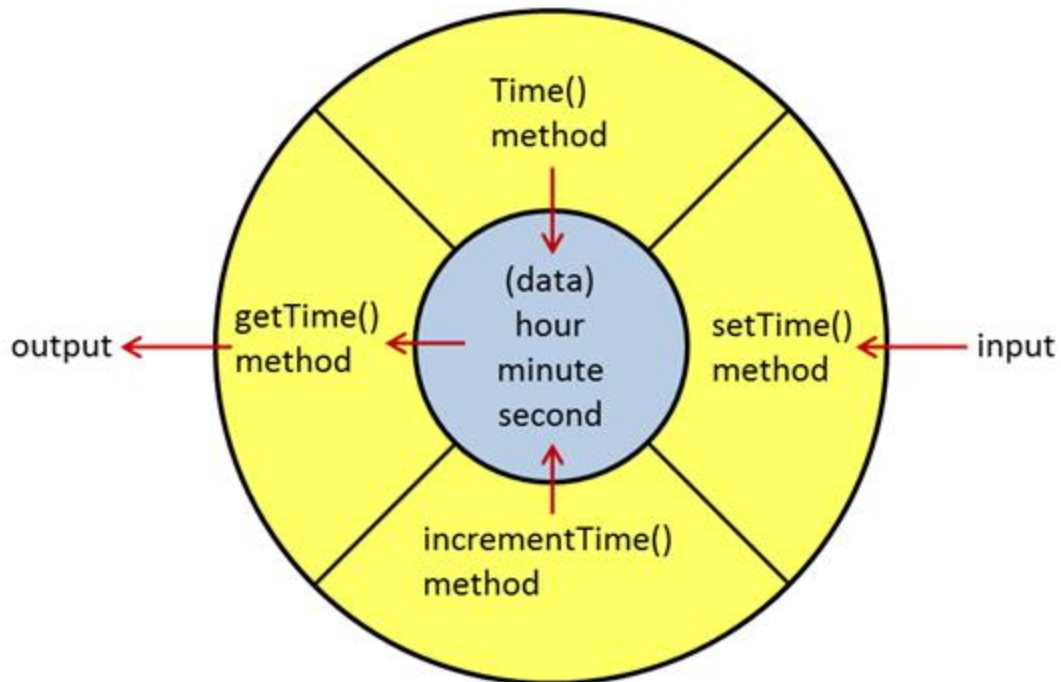 Time()
method
(data)
hour
minute
second
getTime()
method
setTime()
method
output
input
incrementTime()
method